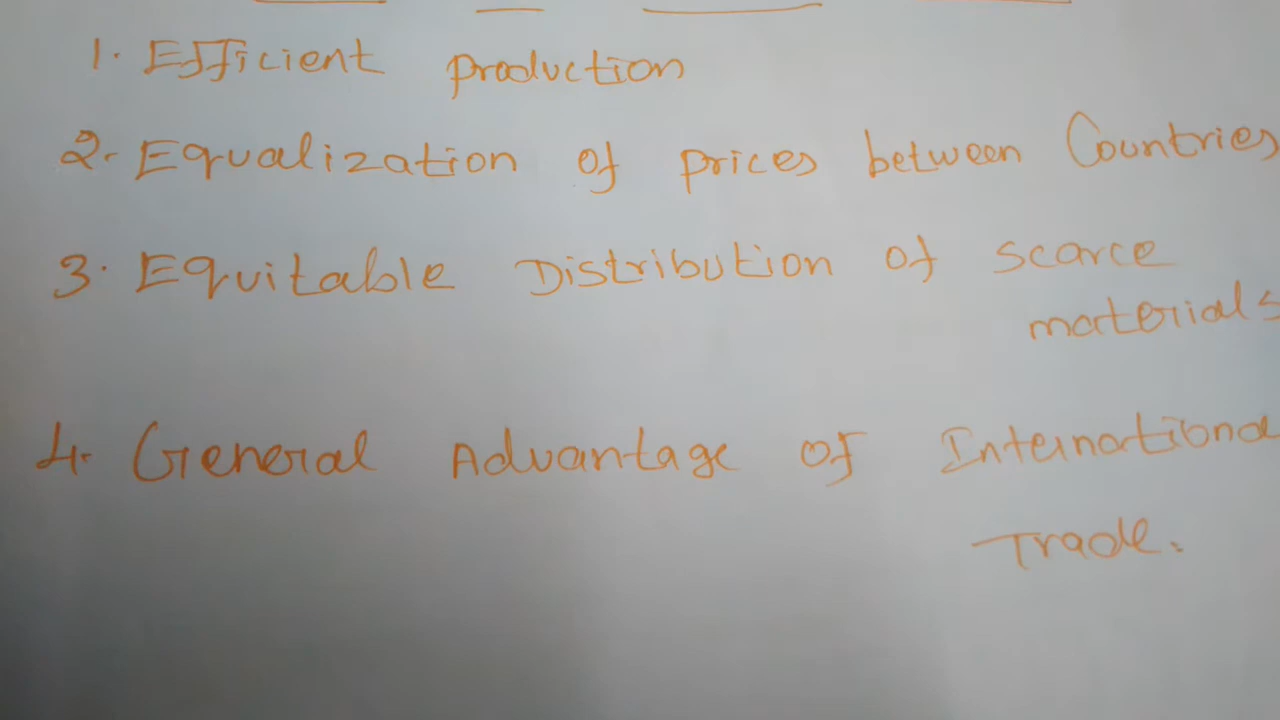 1. Efficient production
2. Equalization of prices between Countries
3. Equitable Distribution of scarce
materials
4. General Advantage of International
Trade.